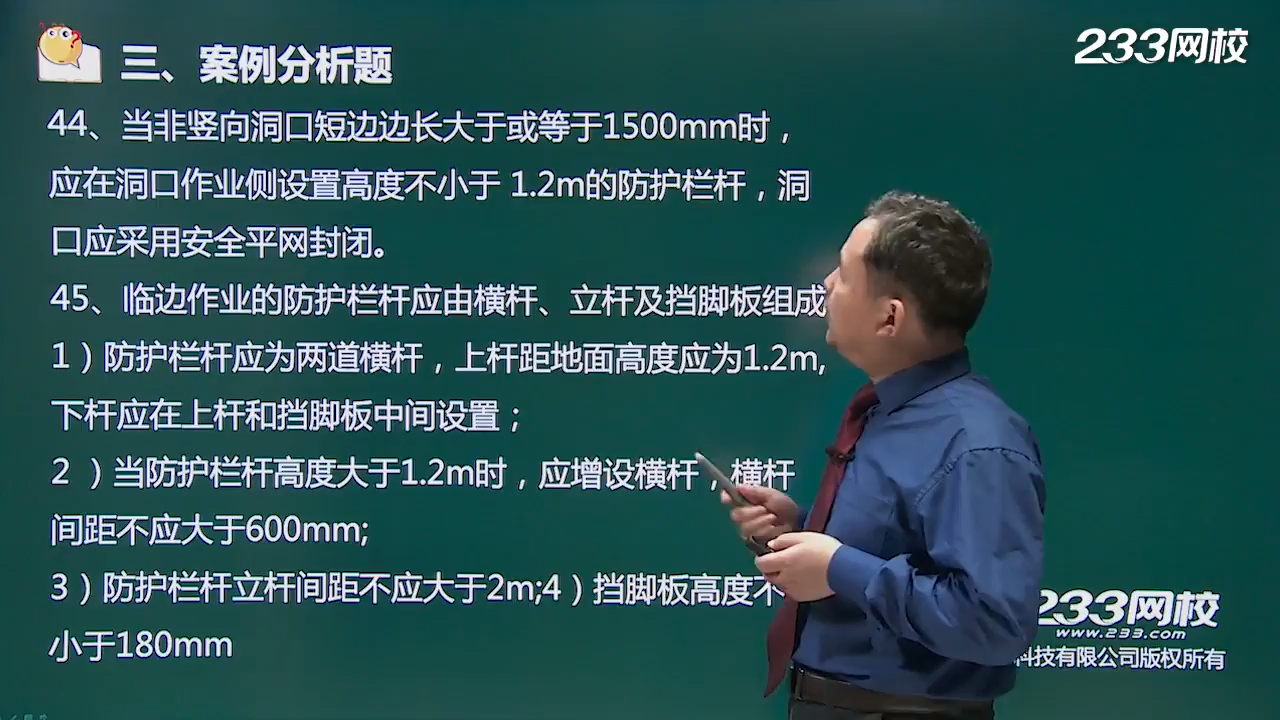 三、案例分析题
233网校
44、当非竖向洞口短边边长大于或等于1500mm时，
应在洞口作业侧设置高度不小于 1.2m的防护栏杆，洞
口应采用安全平网封闭。
45、临边作业的防护栏杆应由横杆、立杆及挡脚板组成
1）防护栏杆应为两道横杆，上杆距地面高度应为1.2m,
下杆应在上杆和挡脚板中间设置；
2 ）当防护栏杆高度大于1.2m时，应增设横杆，横杆
间距不应大于600mm;
3）防护栏杆立杆间距不应大于2m;4）挡脚板高度不
小于180mm
233网校
www.233.com
科技有限公司版权所有